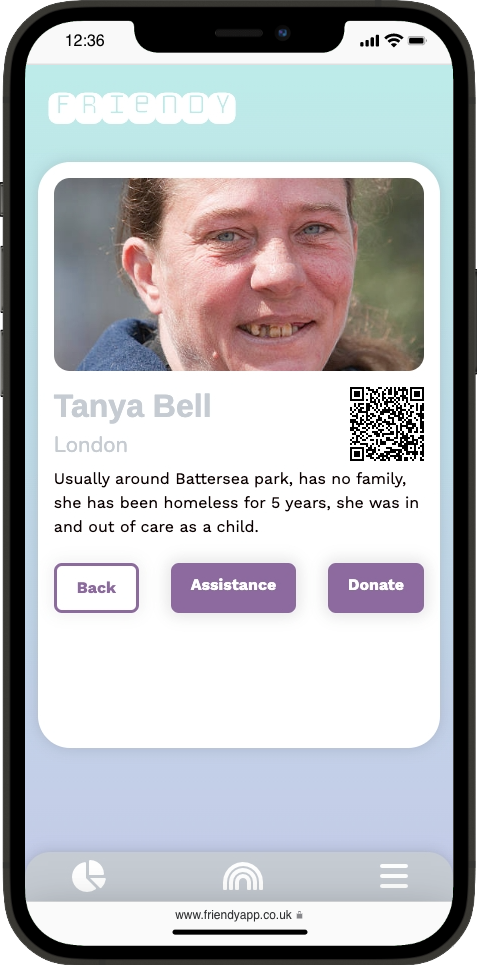 12:36
FRIENDY
Tanya Bell
London
Usually around Battersea park, has no family,
she has been homeless for 5 years, she was in
and out of care as a child.
Back
Assistance
Donate
www.friendyapp.co.uk